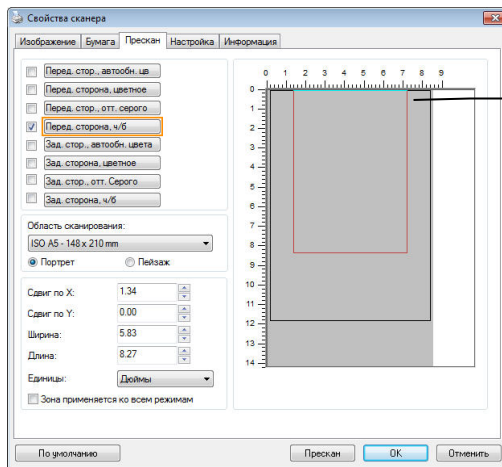 Свойства сканера
Изображение Бумага Прескан Настройка Информация
Перед. стор., автообн. цв
Перед. сторона, цветное
Перед. стор., отт. серого
Перед. сторона, ч/б
Зад. стор., автообн. цвета
Зад. сторона, цветное
Зад. стор., отт. Серого
Зад. сторона, ч/б
Область сканирования:
ISO A5 - 148 x 210 mm
Портрет Пейзаж
Сдвиг по X: 1.34
Сдвиг по Y: 0.00
Ширина: 5.83
Длина: 8.27
Единицы: Дюймы
Зона применяется ко всем режимам
0 1 2 3 4 5 6 7 8 9
0
1
2
3
4
5
6
7
8
9
10
11
12
13
14
По умолчанию Прескан OK Отменить